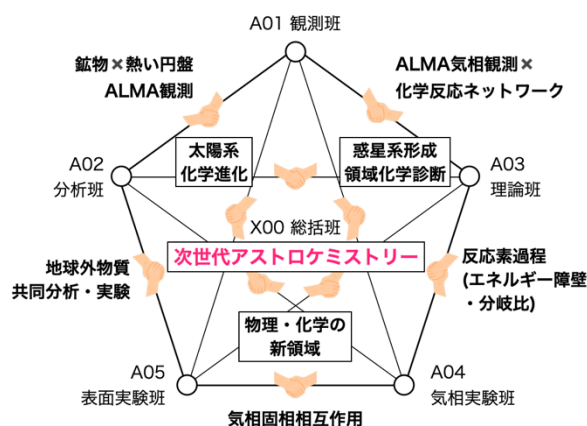 A01 観測班
鉱物×熱い円盤
ALMA観測
ALMA気相観測×
化学反応ネットワーク
太陽系
化学進化
惑星系形成
領域化学診断
A02
分析班
A03
理論班
X00 総括班
次世代アストロケミストリー
地球外物質
共同分析・実験
反応素過程
(エネルギー障壁
・分岐比)
物理・化学の
新領域
A05
表面実験班
A04
気相実験班
気相固相相互作用